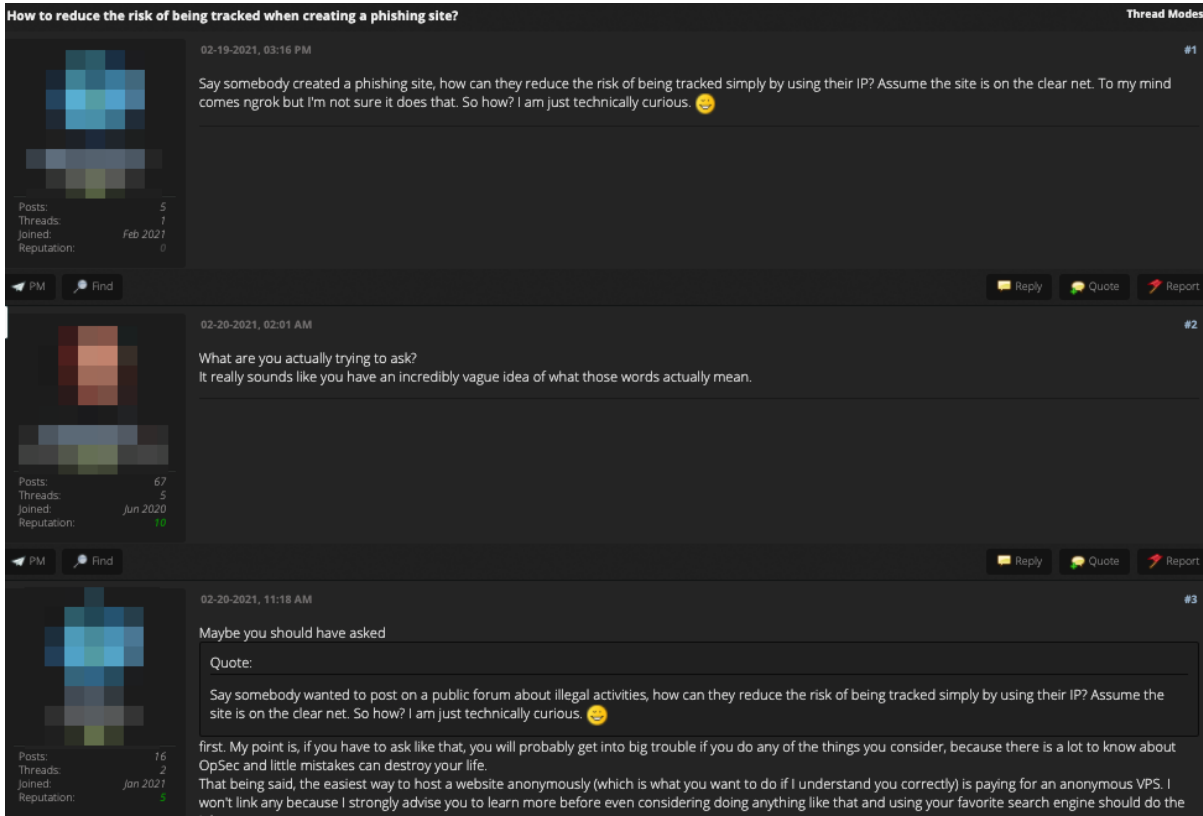 How to reduce the risk of being tracked when creating a phishing site?
Thread Modes
02-19-2021, 03:16 PM
#1
Say somebody created a phishing site, how can they reduce the risk of being tracked simply by using their IP? Assume the site is on the clear net. To my mind
comes ngrok but I'm not sure it does that. So how? I am just technically curious.
Posts: 5
Threads: 1
Joined: Feb 2021
Reputation: 0
PM
Find
Reply
Quote
Report
02-20-2021, 02:01 AM
#2
What are you actually trying to ask?
It really sounds like you have an incredibly vague idea of what those words actually mean.
Posts: 67
Threads: 5
Joined: Jun 2020
Reputation: 10
PM
Find
Reply
Quote
Report
02-20-2021, 11:18 AM
#3
Maybe you should have asked
Quote:
Say somebody wanted to post on a public forum about illegal activities, how can they reduce the risk of being tracked simply by using their IP? Assume the
site is on the clear net. So how? I am just technically curious.
first. My point is, if you have to ask like that, you will probably get into big trouble if you do any of the things you consider, because there is a lot to know about
OpSec and little mistakes can destroy your life.
That being said, the easiest way to host a website anonymously (which is what you want to do if I understand you correctly) is paying for an anonymous VPS. I
won't link any because I strongly advise you to learn more before even considering doing anything like that and using your favorite search engine should do the
Posts: 16
Threads: 2
Joined: Jan 2021
Reputation: 5